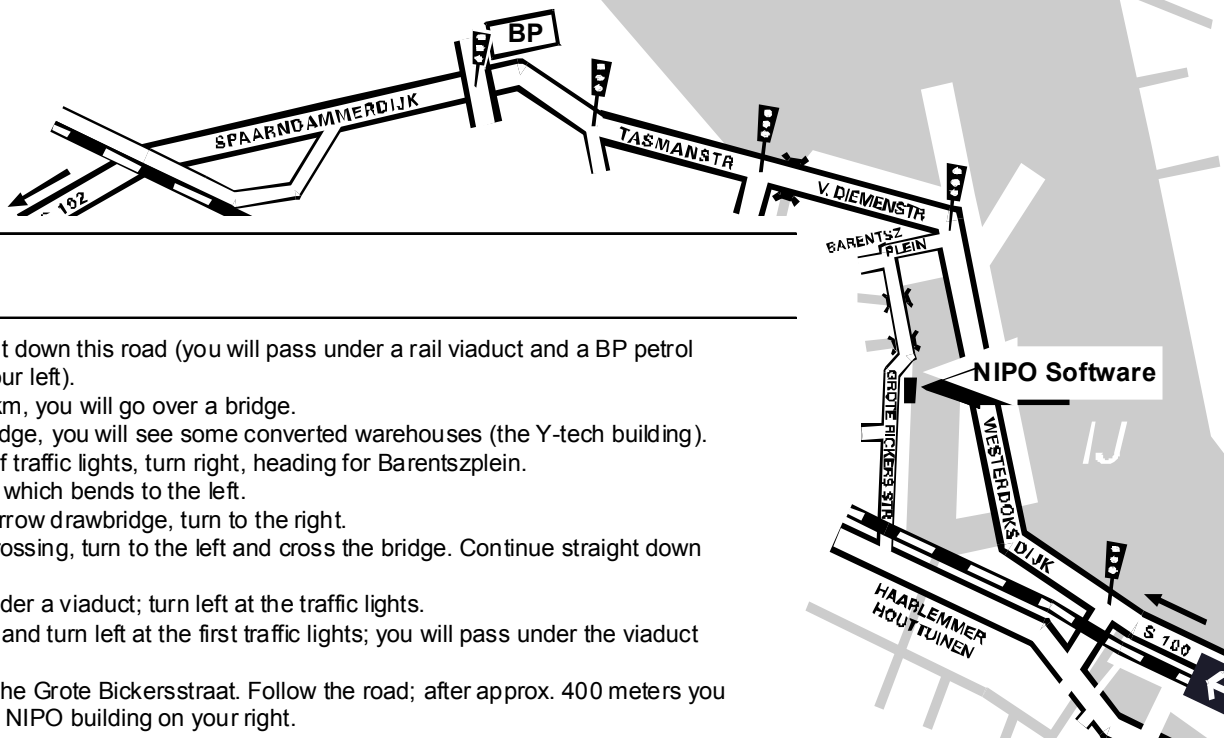 BP
SPAARNDAMMERDIJK
TASMANSTR
V. DIEMENSTR
102
BARENTSZ
PLEIN
t down this road (you will pass under a rail viaduct and a BP petrol
our left).
km, you will go over a bridge.
dge, you will see some converted warehouses (the Y-tech building).
f traffic lights, turn right, heading for Barentszplein.
which bends to the left.
rrow drawbridge, turn to the right.
rossing, turn to the left and cross the bridge. Continue straight down
der a viaduct; turn left at the traffic lights.
and turn left at the first traffic lights; you will pass under the viaduct
he Grote Bickersstraat. Follow the road; after approx. 400 meters you
NIPO building on your right.
NIPO Software
GROTE BICKERS STR
WESTERDOKS DIJK
IJ
HAARLEMMER
HOUTTUINEN
S 100